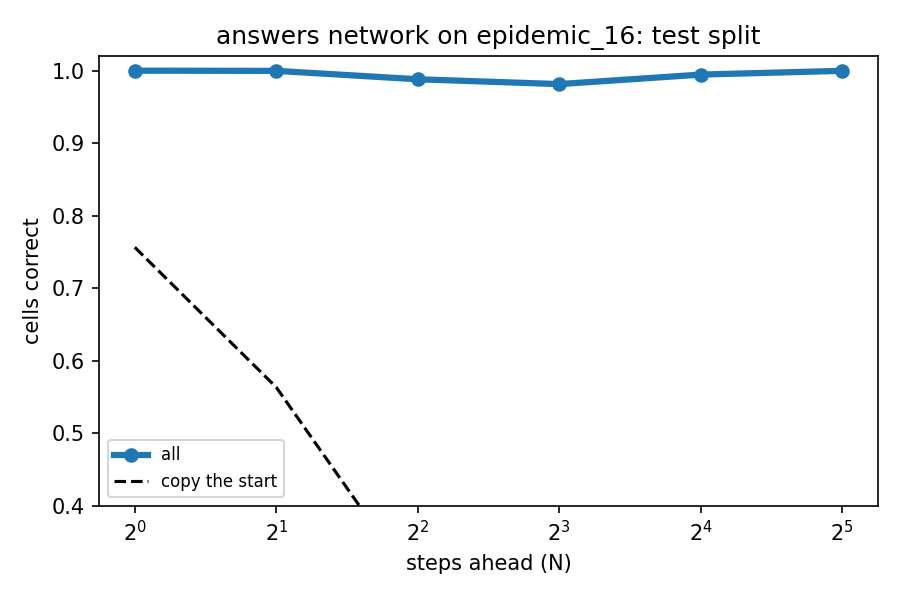 answers network on epidemic_16: test split
cells correct
1.0
0.9
0.8
0.7
0.6
0.5
0.4
all
copy the start
2^0
2^1
2^2
2^3
2^4
2^5
steps ahead (N)